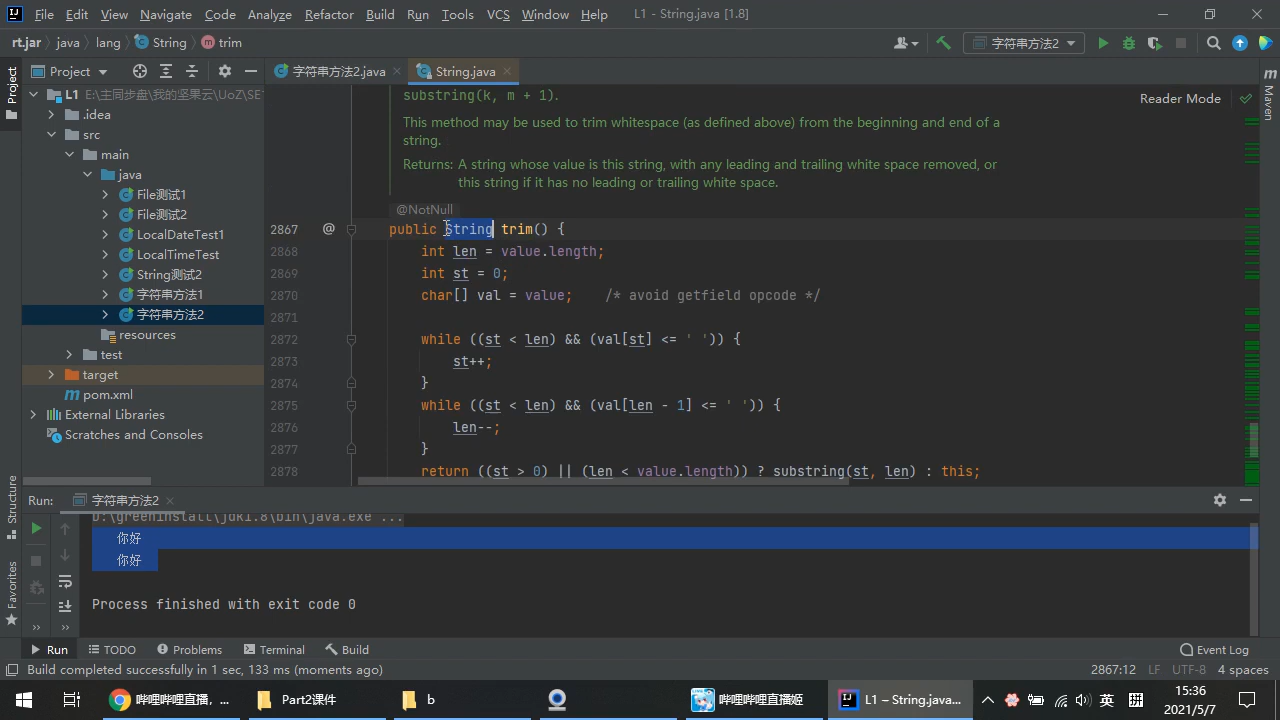 File Edit View Navigate Code Analyze Refactor Build Run Tools VCS Window Help L1 - String.java [1.8]
rt.jar java lang String trim 字符串方法2
Project 字符串方法2.java String.java
Project
L1 E:\主同步盘\我的坚果云\UoZ\SE
.idea
src
main
java
File测试1
File测试2
LocalDateTest1
LocalTimeTest
String测试2
字符串方法1
字符串方法2
resources
test
target
pom.xml
External Libraries
Scratches and Consoles
Structure
Favorites
Maven
Reader Mode
substring(k, m + 1).
This method may be used to trim whitespace (as defined above) from the beginning and end of a
string.
Returns: A string whose value is this string, with any leading and trailing white space removed, or
this string if it has no leading or trailing white space.
@NotNull
2867 @ public String trim() {
2868 int len = value.length;
2869 int st = 0;
2870 char[] val = value; /* avoid getfield opcode */
2871
2872 while ((st < len) && (val[st] <= ' ')) {
2873 st++;
2874 }
2875 while ((st < len) && (val[len - 1] <= ' ')) {
2876 len--;
2877 }
2878 return ((st > 0) || (len < value.length)) ? substring(st, len) : this;
Run: 字符串方法2
D:\greeninstall\jdk1.8\bin\java.exe ...
你好
你好
Process finished with exit code 0
Run TODO Problems Terminal Build Event Log
Build completed successfully in 1 sec, 133 ms (moments ago) 2867:12 LF UTF-8 4 spaces
哔哩哔哩直播，... Part2课件 b 哔哩哔哩直播姬 L1 – String.java... 英 拼 15:36
2021/5/7